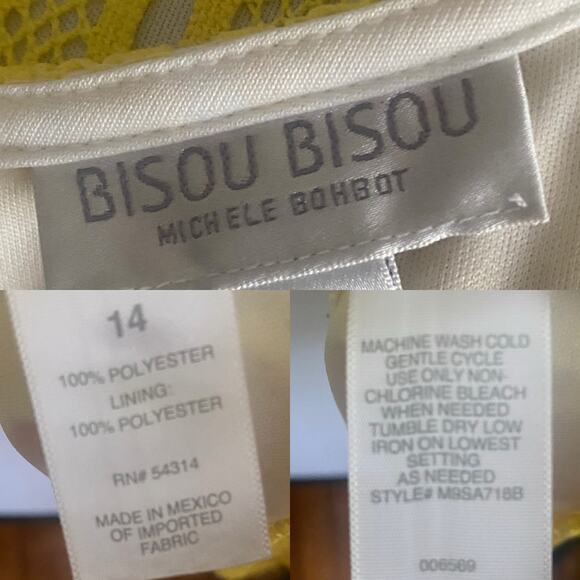 BISOU BISOU
MICHELE BOHBOT
14
100% POLYESTER
LINING:
100% POLYESTER
RN# 54314
MADE IN MEXICO
OF IMPORTED
FABRIC
MACHINE WASH COLD
GENTLE CYCLE
USE ONLY NON-
CHLORINE BLEACH
WHEN NEEDED
TUMBLE DRY LOW
IRON ON LOWEST
SETTING
AS NEEDED
STYLE# M9SA718B
006569